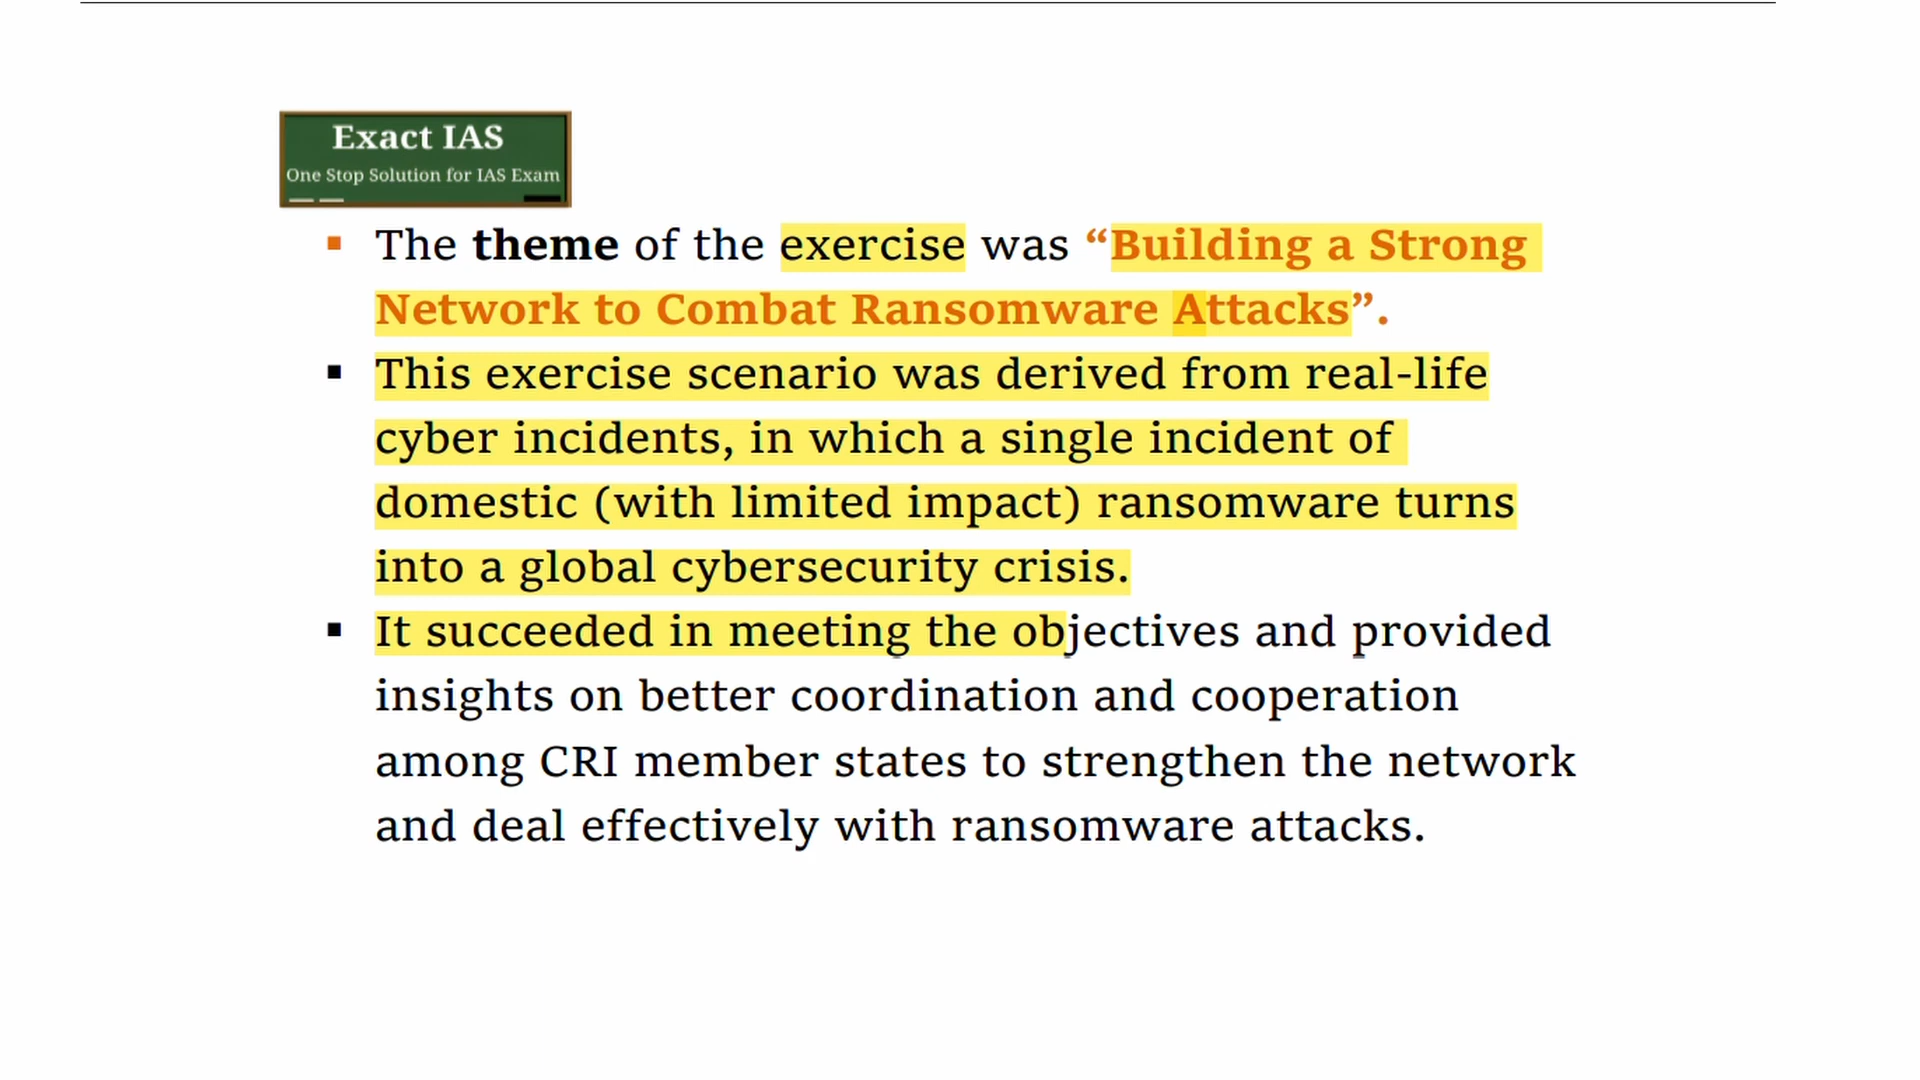 Exact IAS
One Stop Solution for IAS Exam
▪ The theme of the exercise was “Building a Strong
Network to Combat Ransomware Attacks”.
▪ This exercise scenario was derived from real-life
cyber incidents, in which a single incident of
domestic (with limited impact) ransomware turns
into a global cybersecurity crisis.
▪ It succeeded in meeting the objectives and provided
insights on better coordination and cooperation
among CRI member states to strengthen the network
and deal effectively with ransomware attacks.